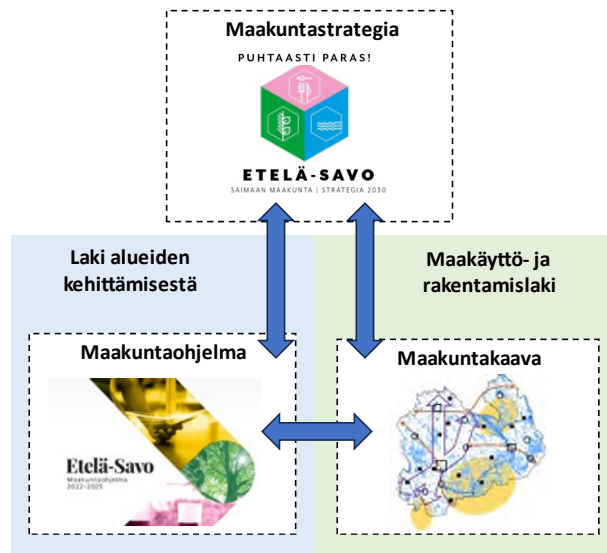 Maakuntastrategia
PUHTAASTI PARAS!
ETELÄ-SAVO
SAIMAAN MAAKUNTA | STRATEGIA 2030
Laki alueiden
kehittämisestä
Maakäyttö- ja
rakentamislaki
Maakuntaohjelma
Etelä-Savo
Maakuntaohjelma
2022-2025
Maakuntakaava